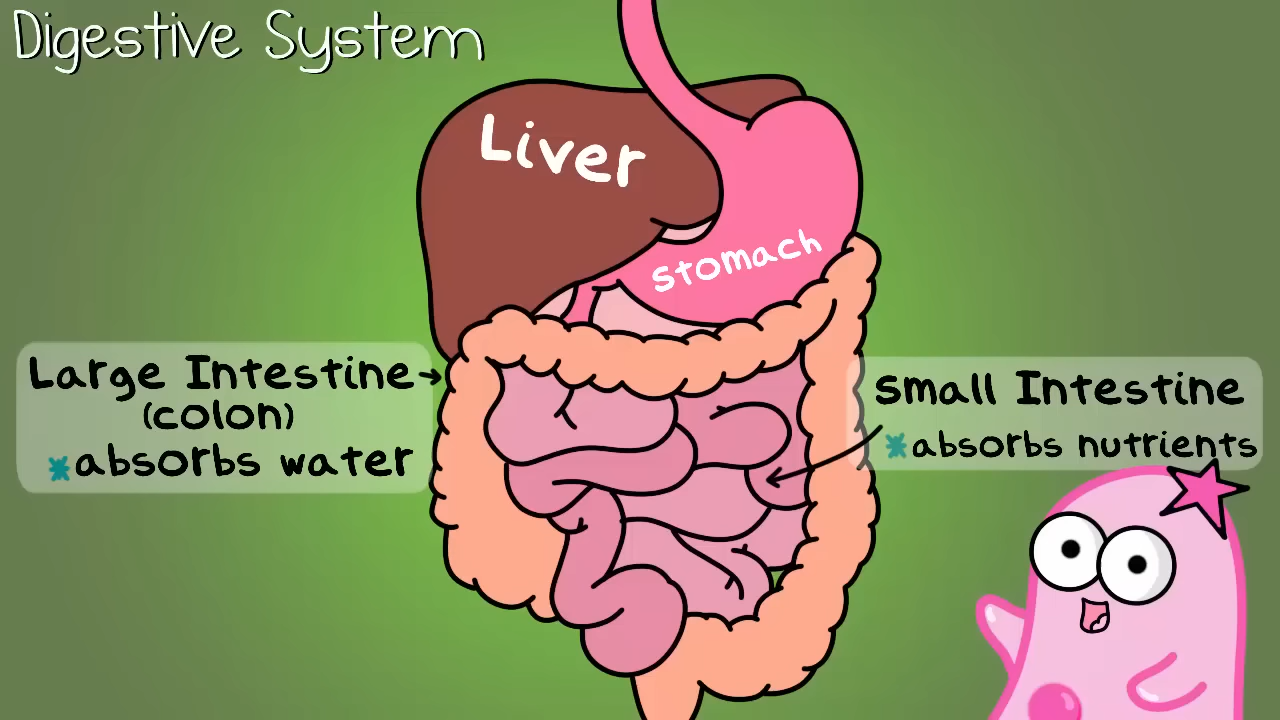 Digestive System
Liver
stomach
Large Intestine
(colon)
*absorbs water
Small Intestine
*absorbs nutrients